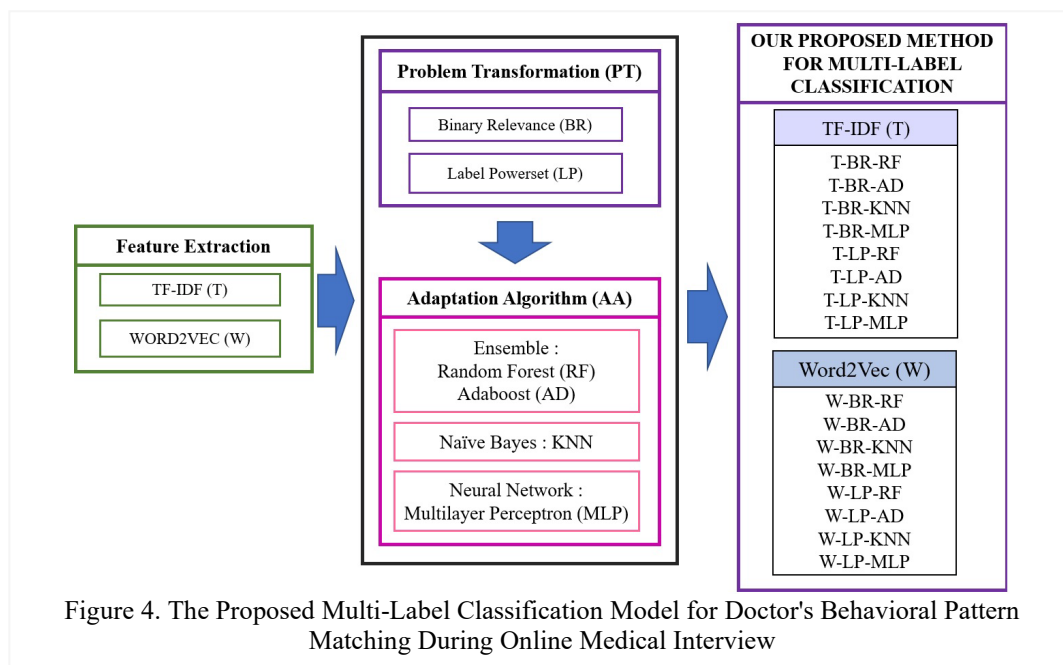 Feature Extraction
TF-IDF (T)
WORD2VEC (W)
Problem Transformation (PT)
Binary Relevance (BR)
Label Powerset (LP)
Adaptation Algorithm (AA)
Ensemble :
Random Forest (RF)
Adaboost (AD)
Naïve Bayes : KNN
Neural Network :
Multilayer Perceptron (MLP)
OUR PROPOSED METHOD
FOR MULTI-LABEL
CLASSIFICATION
TF-IDF (T)
T-BR-RF
T-BR-AD
T-BR-KNN
T-BR-MLP
T-LP-RF
T-LP-AD
T-LP-KNN
T-LP-MLP
Word2Vec (W)
W-BR-RF
W-BR-AD
W-BR-KNN
W-BR-MLP
W-LP-RF
W-LP-AD
W-LP-KNN
W-LP-MLP
Figure 4. The Proposed Multi-Label Classification Model for Doctor's Behavioral Pattern
Matching During Online Medical Interview